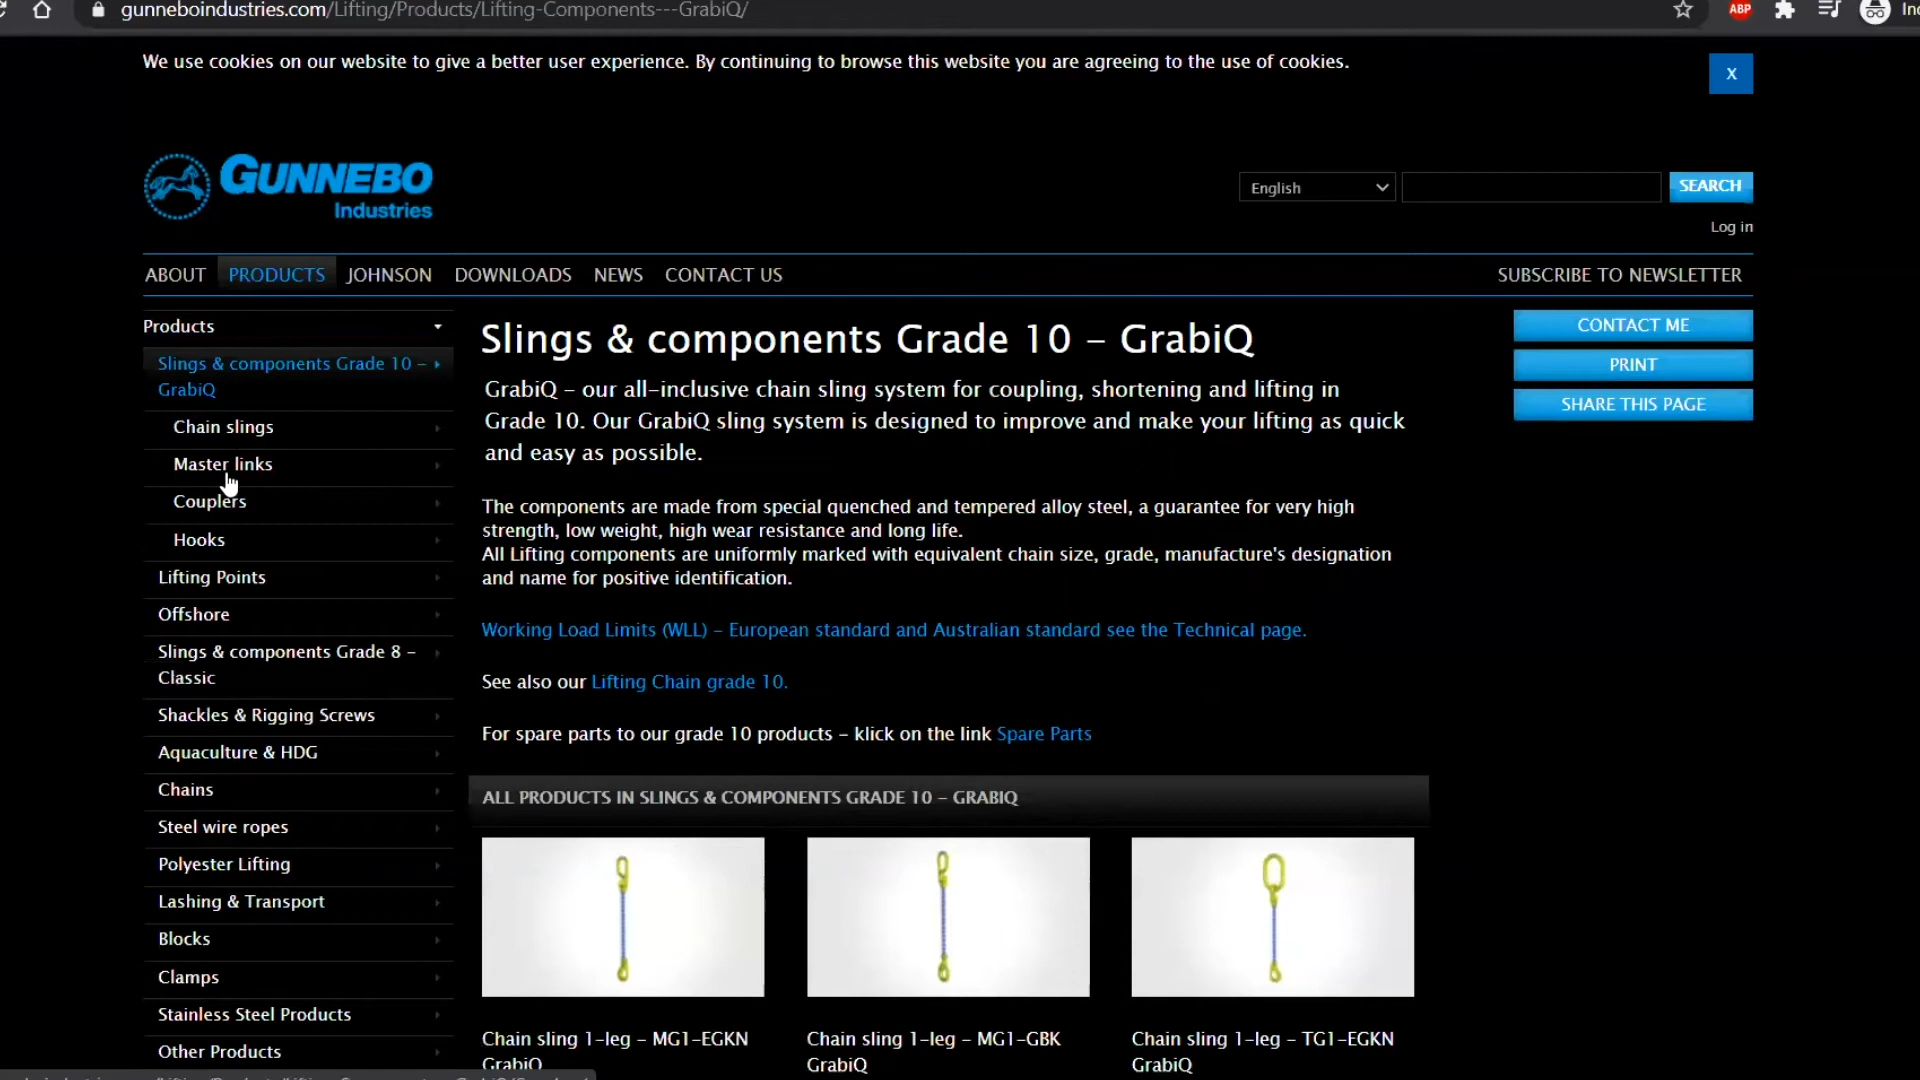 gunneboindustries.com/Lifting/Products/Lifting-Components---GrabiQ/
ABP
We use cookies on our website to give a better user experience. By continuing to browse this website you are agreeing to the use of cookies.
X
GUNNEBO
Industries
English
SEARCH
Log in
ABOUT PRODUCTS JOHNSON DOWNLOADS NEWS CONTACT US SUBSCRIBE TO NEWSLETTER
Products
Slings & components Grade 10 –
GrabiQ
Chain slings
Master links
Couplers
Hooks
Lifting Points
Offshore
Slings & components Grade 8 –
Classic
Shackles & Rigging Screws
Aquaculture & HDG
Chains
Steel wire ropes
Polyester Lifting
Lashing & Transport
Blocks
Clamps
Stainless Steel Products
Other Products
Slings & components Grade 10 – GrabiQ
GrabiQ – our all-inclusive chain sling system for coupling, shortening and lifting in
Grade 10. Our GrabiQ sling system is designed to improve and make your lifting as quick
and easy as possible.
The components are made from special quenched and tempered alloy steel, a guarantee for very high
strength, low weight, high wear resistance and long life.
All Lifting components are uniformly marked with equivalent chain size, grade, manufacture's designation
and name for positive identification.
Working Load Limits (WLL) – European standard and Australian standard see the Technical page.
See also our Lifting Chain grade 10.
For spare parts to our grade 10 products – klick on the link Spare Parts
ALL PRODUCTS IN SLINGS & COMPONENTS GRADE 10 – GRABIQ
Chain sling 1-leg – MG1-EGKN
GrabiQ
Chain sling 1-leg – MG1-GBK
GrabiQ
Chain sling 1-leg – TG1-EGKN
GrabiQ
CONTACT ME
PRINT
SHARE THIS PAGE